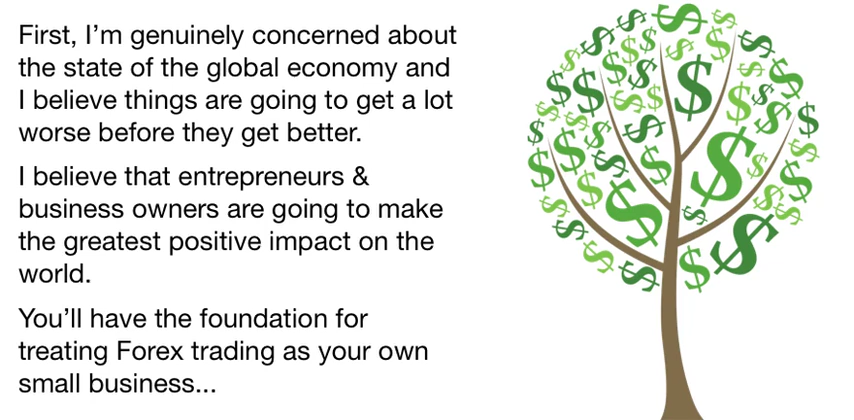 First, I’m genuinely concerned about
the state of the global economy and
I believe things are going to get a lot
worse before they get better.
I believe that entrepreneurs &
business owners are going to make
the greatest positive impact on the
world.
You’ll have the foundation for
treating Forex trading as your own
small business...